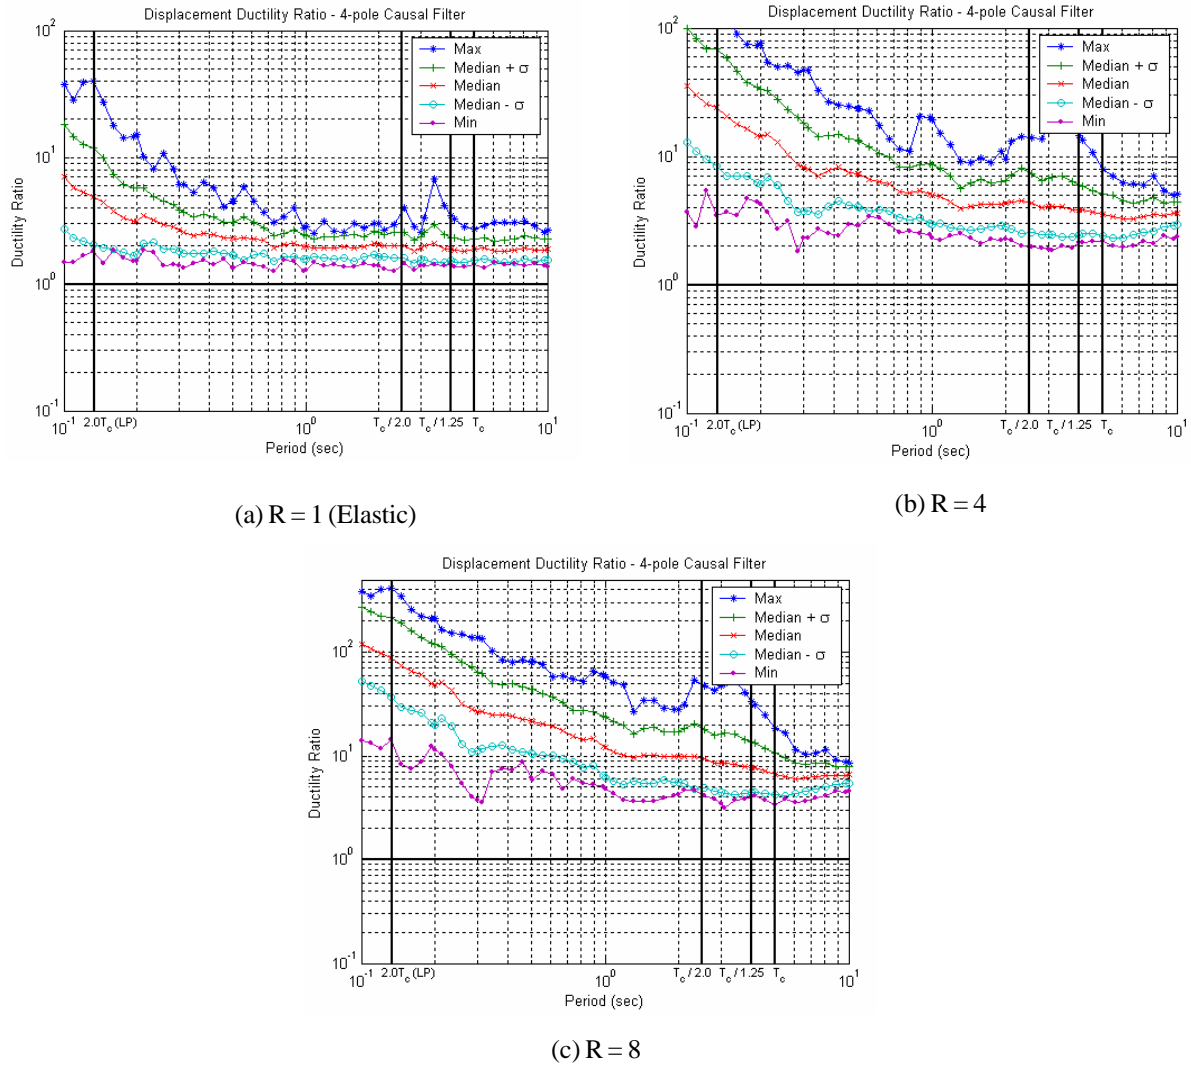 Displacement Ductility Ratio - 4-pole Causal Filter
10^2
10^1
10^0
10^-1
Ductility Ratio
Max
Median + σ
Median
Median - σ
Min
10^-1 2.0T_c (LP) 10^0 T_c / 2.0 T_c / 1.25 T_c 10^1
Period (sec)
(a) R = 1 (Elastic)
Displacement Ductility Ratio - 4-pole Causal Filter
10^2
10^1
10^0
10^-1
Ductility Ratio
Max
Median + σ
Median
Median - σ
Min
10^-1 2.0T_c (LP) 10^0 T_c / 2.0 T_c / 1.25 T_c 10^1
Period (sec)
(b) R = 4
Displacement Ductility Ratio - 4-pole Causal Filter
10^2
10^1
10^0
10^-1
Ductility Ratio
Max
Median + σ
Median
Median - σ
Min
10^-1 2.0T_c (LP) 10^0 T_c / 2.0 T_c / 1.25 T_c 10^1
Period (sec)
(c) R = 8